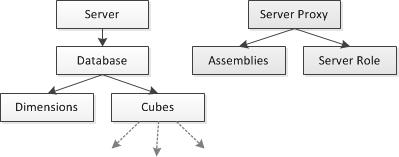 Server
Server Proxy
Database
Assemblies
Server Role
Dimensions
Cubes